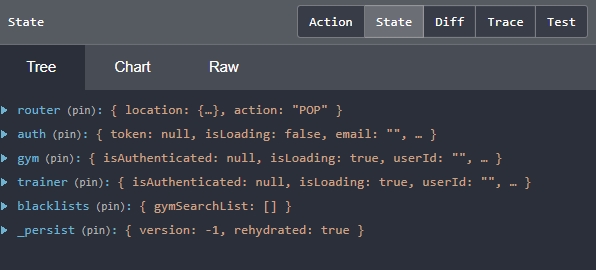 State Action State Diff Trace Test
Tree Chart Raw
router (pin): { location: {…}, action: "POP" }
auth (pin): { token: null, isLoading: false, email: "", … }
gym (pin): { isAuthenticated: null, isLoading: true, userId: "", … }
trainer (pin): { isAuthenticated: null, isLoading: true, userId: "", … }
blacklists (pin): { gymSearchList: [] }
_persist (pin): { version: -1, rehydrated: true }